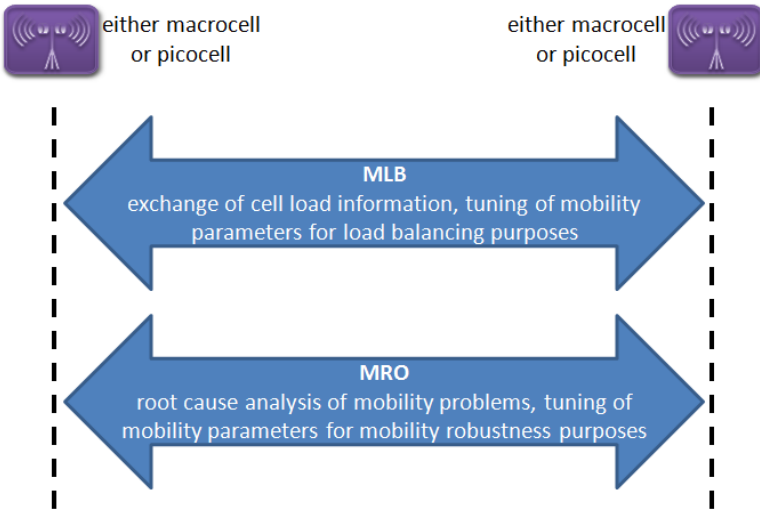 either macrocell
or picocell
either macrocell
or picocell
MLB
exchange of cell load information, tuning of mobility
parameters for load balancing purposes
MRO
root cause analysis of mobility problems, tuning of
mobility parameters for mobility robustness purposes